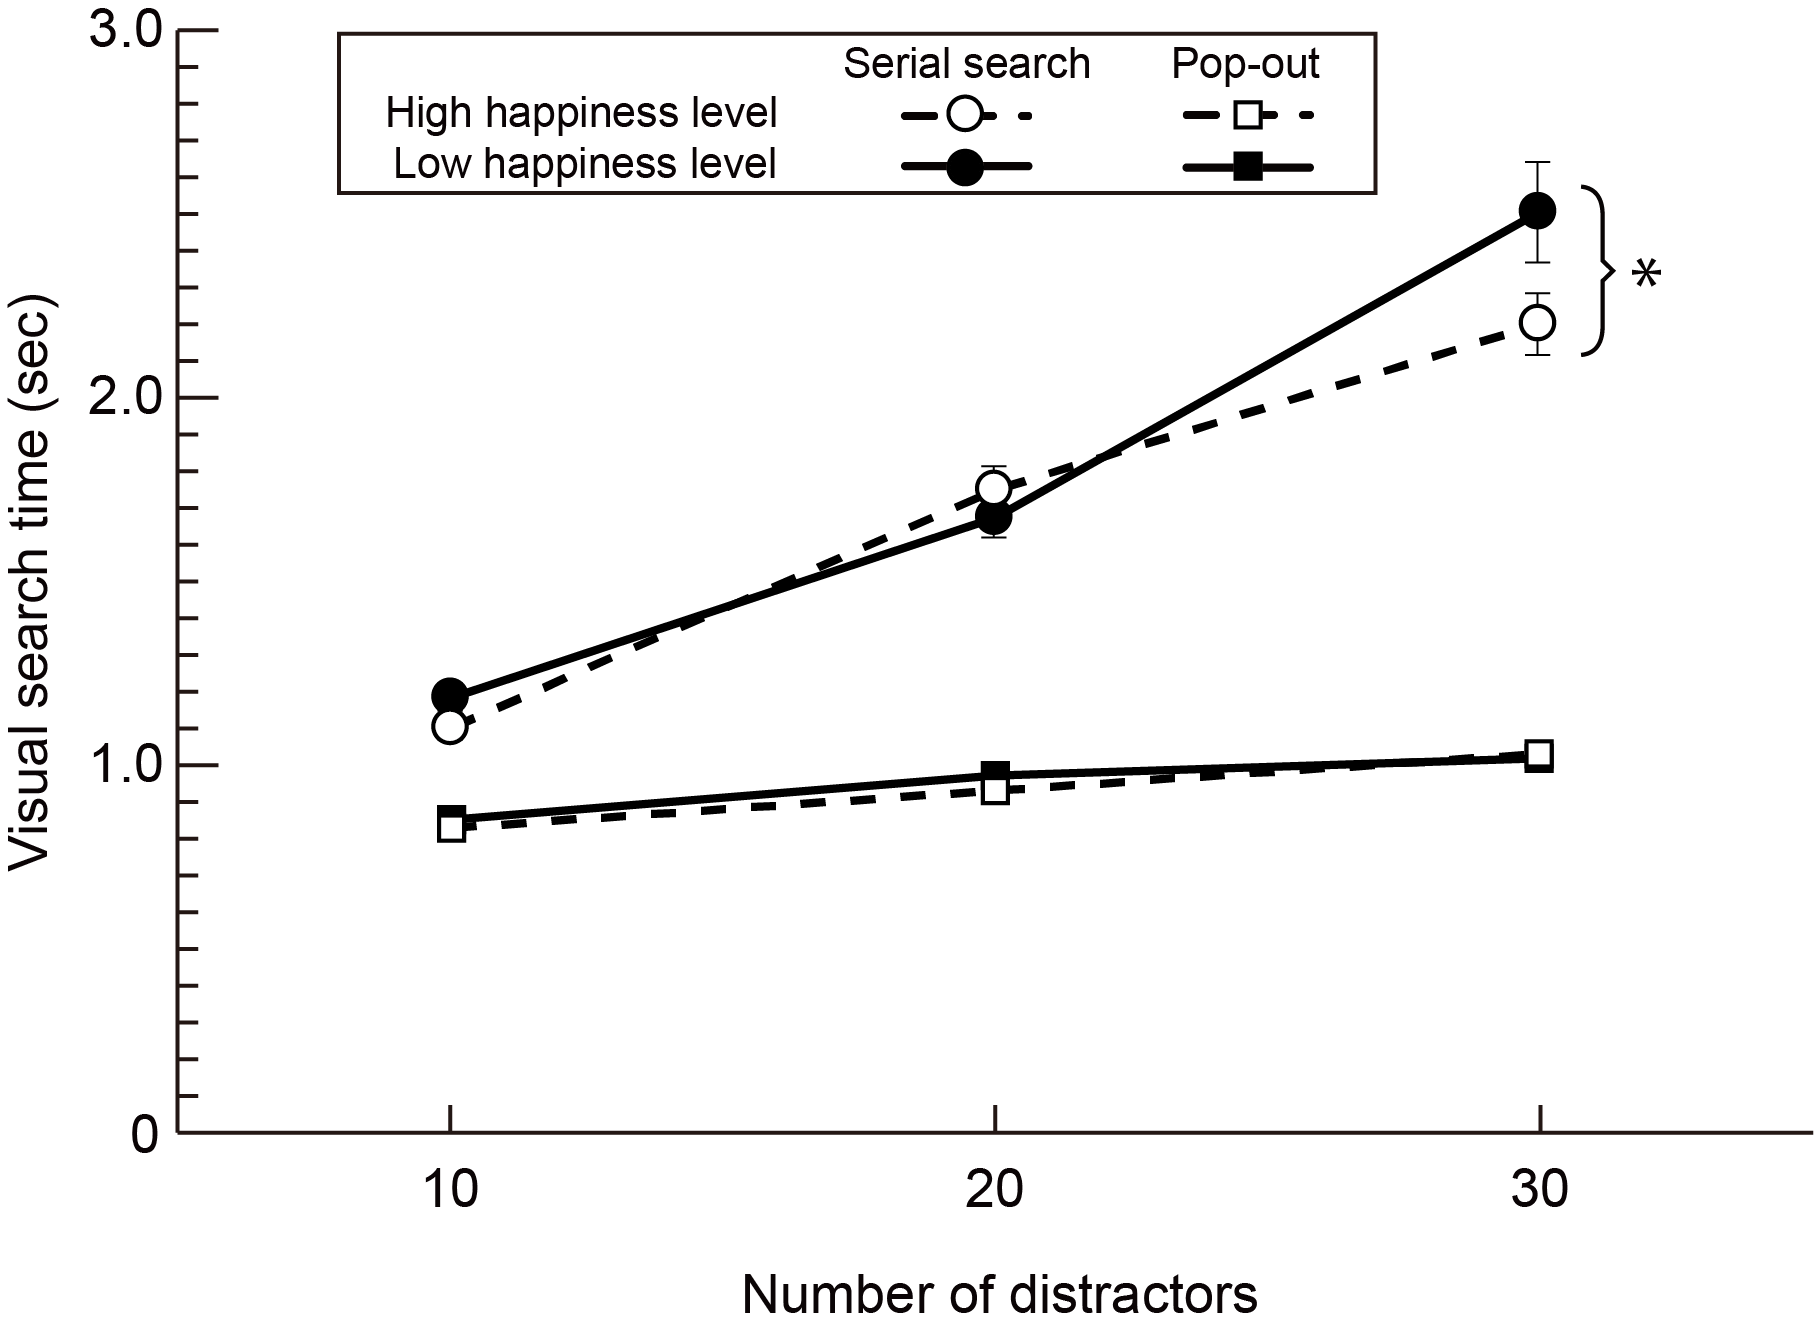 3.0
Serial search Pop-out
High happiness level
Low happiness level
*
2.0
1.0
0
Visual search time (sec)
10 20 30
Number of distractors